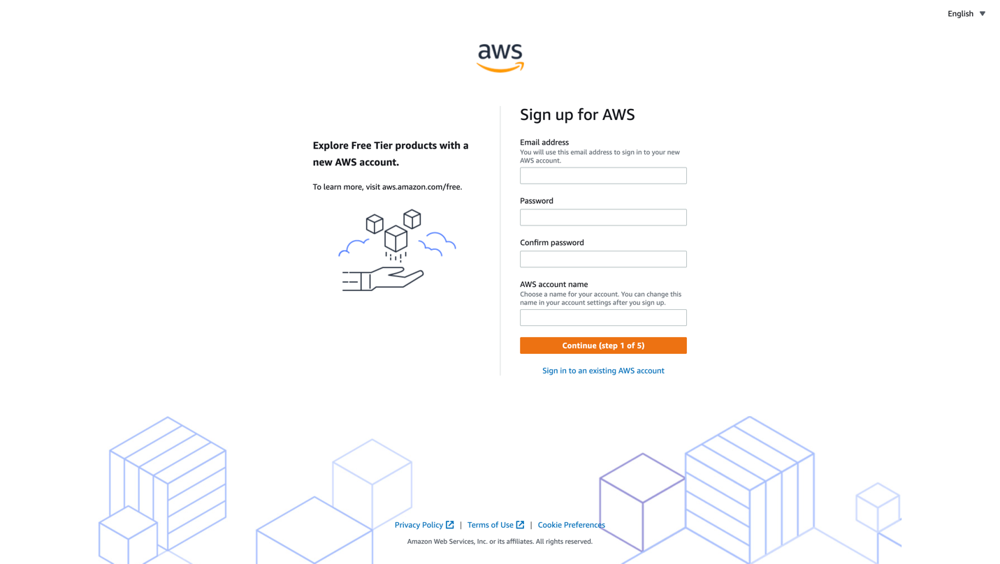 English
aws
Explore Free Tier products with a
new AWS account.
To learn more, visit aws.amazon.com/free.
Sign up for AWS
Email address
You will use this email address to sign in to your new
AWS account.
Password
Confirm password
AWS account name
Choose a name for your account. You can change this
name in your account settings after you sign up.
Continue (step 1 of 5)
Sign in to an existing AWS account
Privacy Policy | Terms of Use | Cookie Preferences
Amazon Web Services, Inc. or its affiliates. All rights reserved.